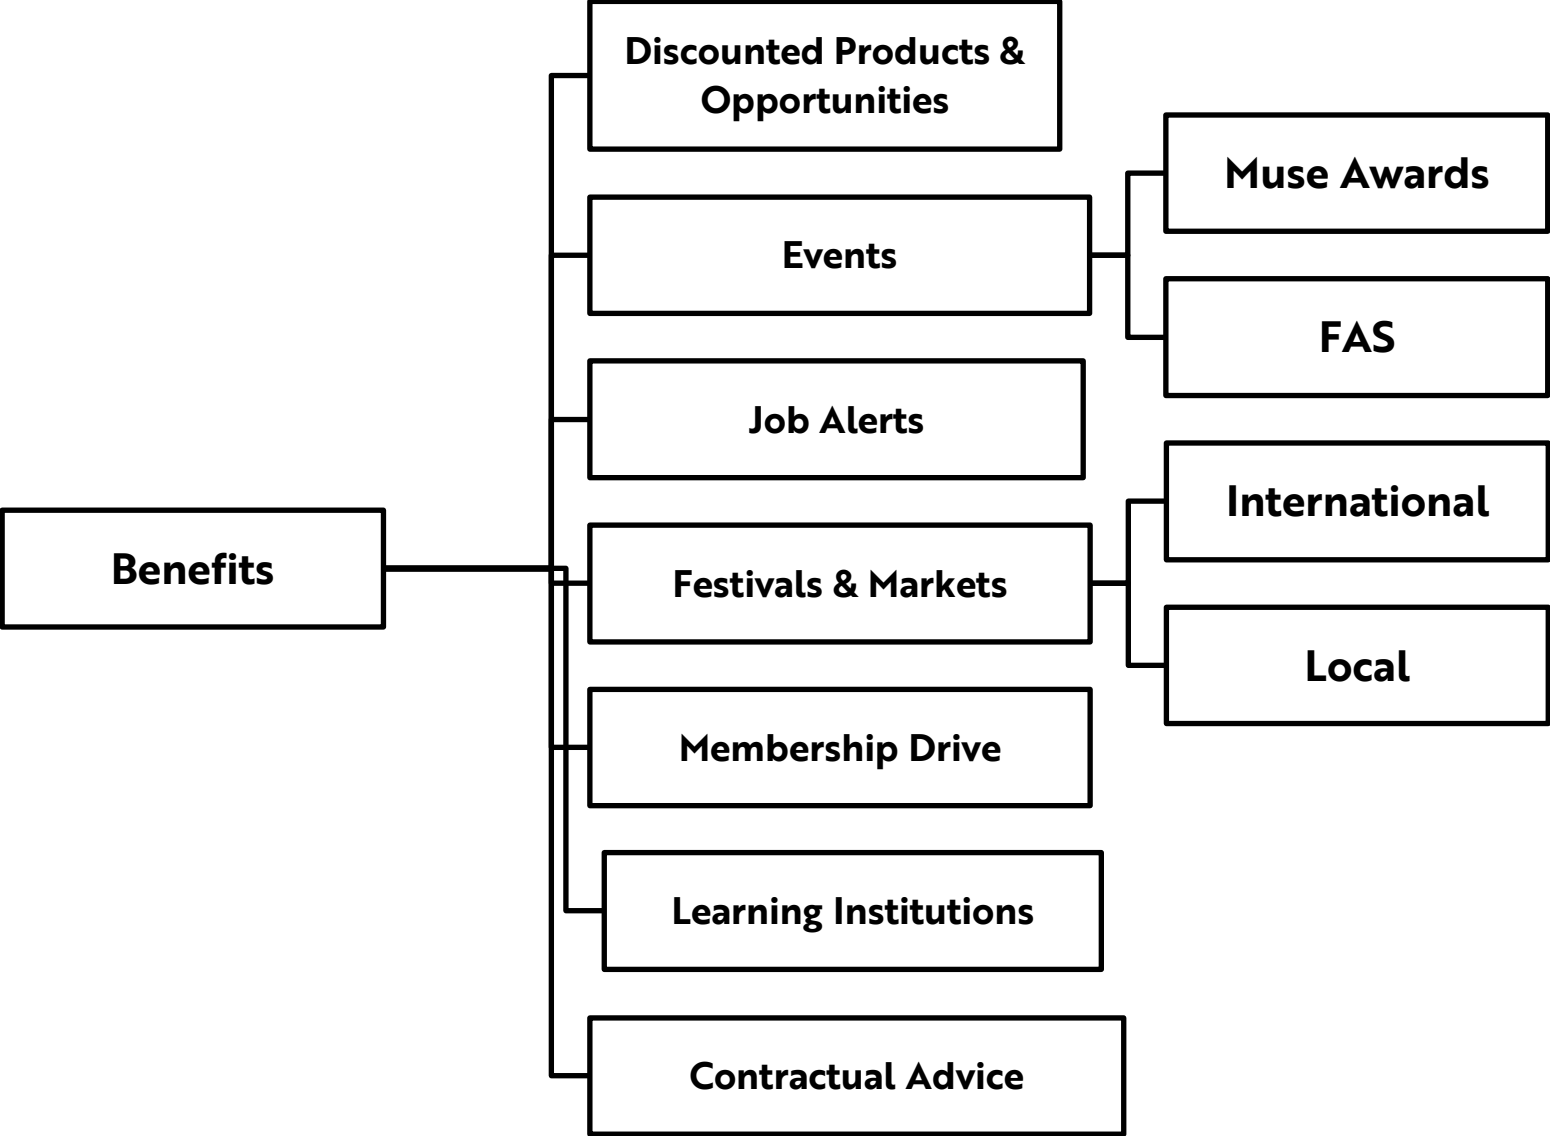 Discounted Products &
Opportunities
Muse Awards
Events
FAS
Job Alerts
International
Benefits
Festivals & Markets
Local
Membership Drive
Learning Institutions
Contractual Advice